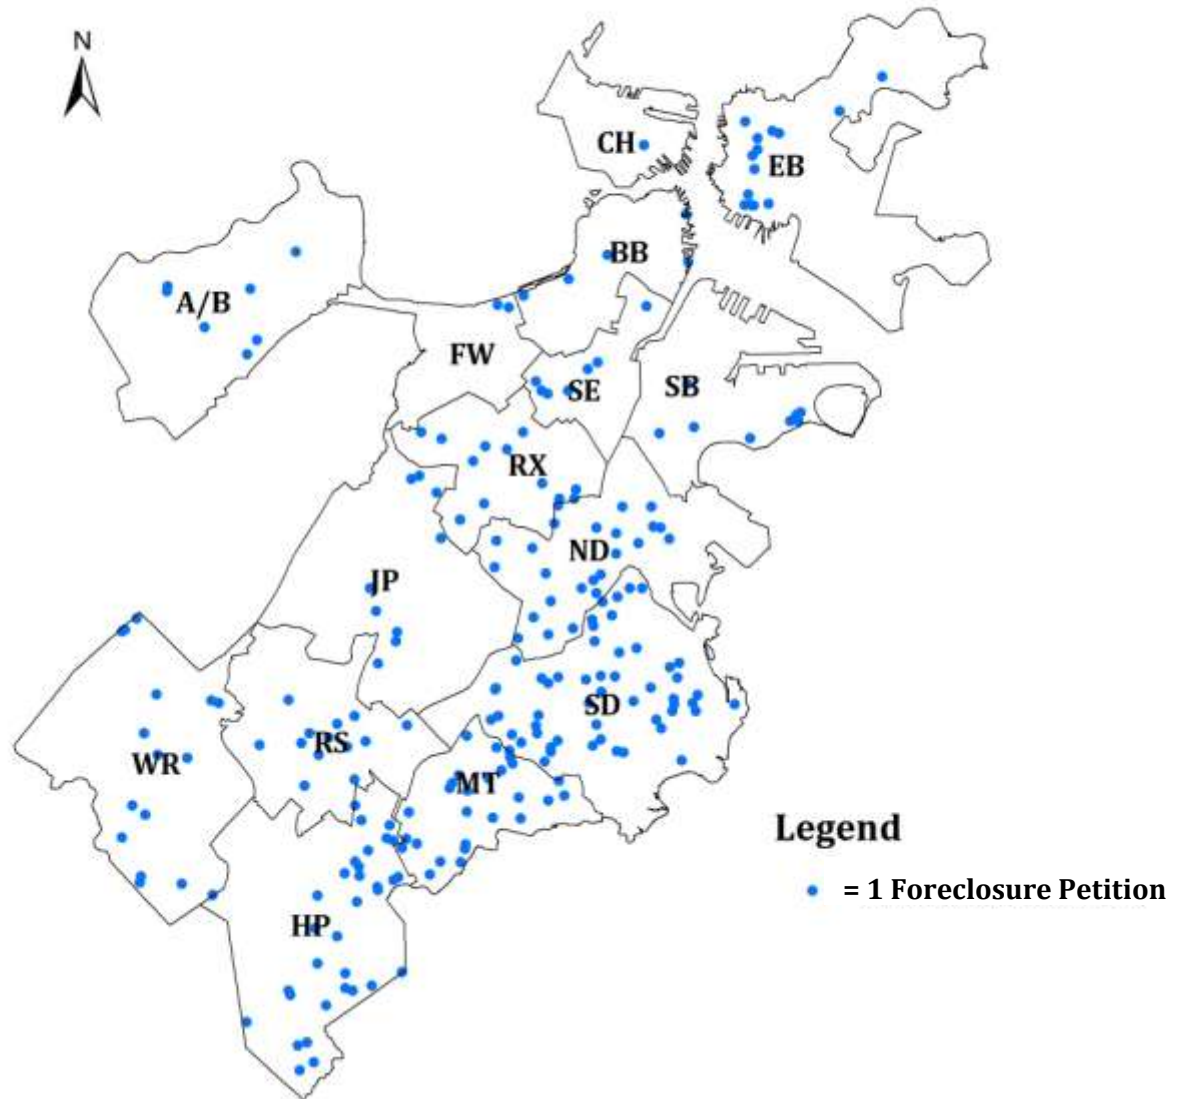 N
CH
EB
BB
A/B
FW
SE
SB
RX
ND
JP
SD
RS
WR
MT
Legend
= 1 Foreclosure Petition
HP